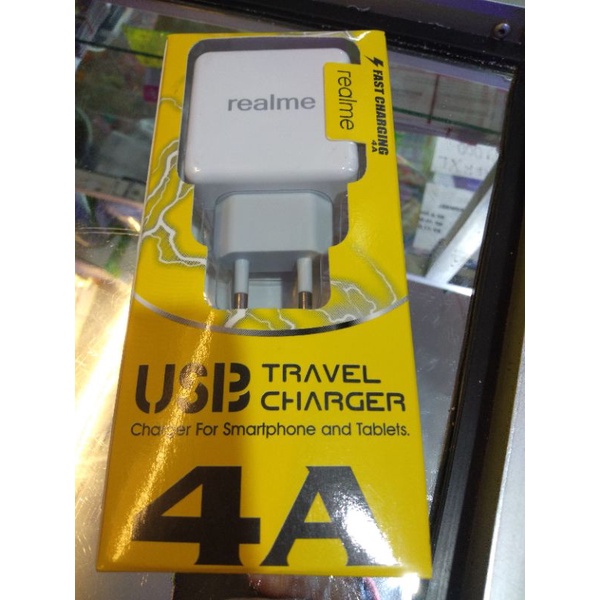 realme
realme
FAST CHARGING
4A
USB TRAVEL
CHARGER
Charger For Smartphone and Tablets.
4A